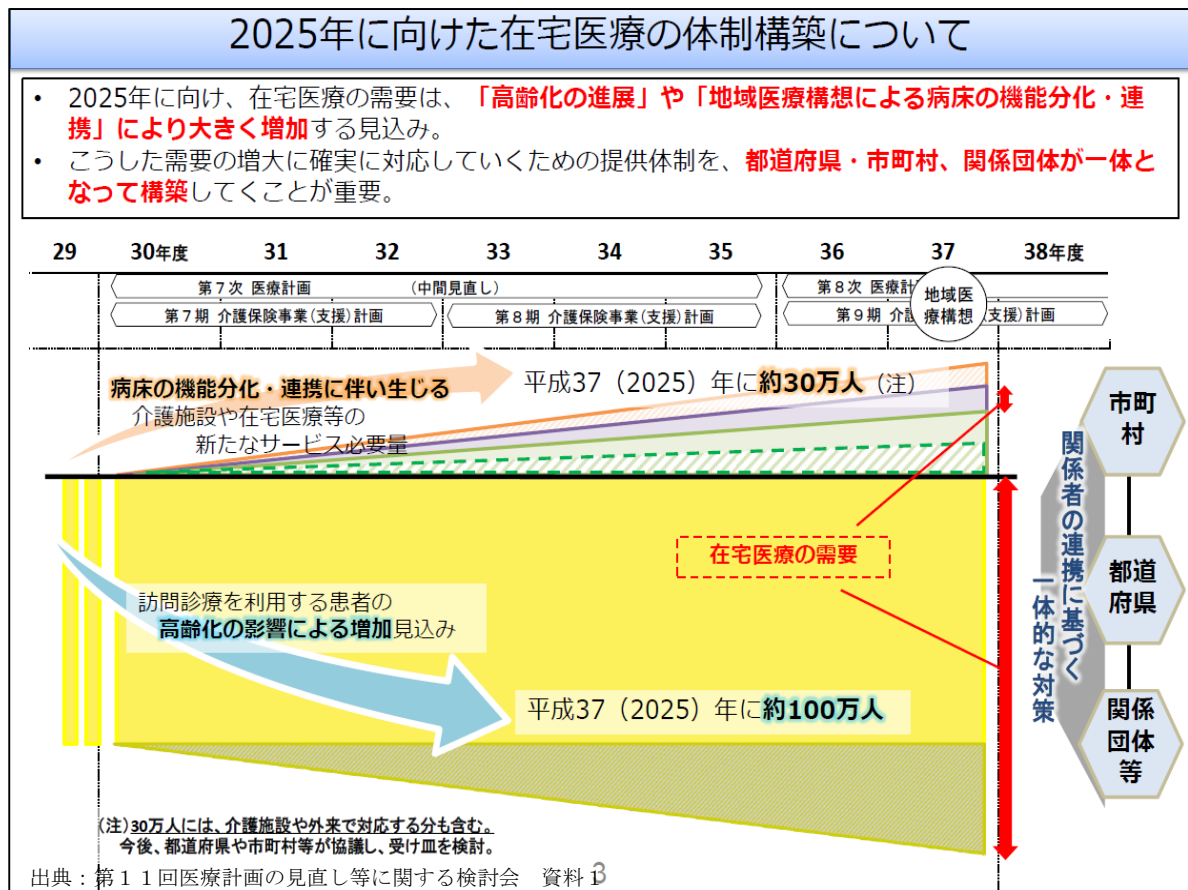 2025年に向けた在宅医療の体制構築について
• 2025年に向け、在宅医療の需要は、「高齢化の進展」や「地域医療構想による病床の機能分化・連
携」により大きく増加する見込み。
• こうした需要の増大に確実に対応していくための提供体制を、都道府県・市町村、関係団体が一体と
なって構築してくことが重要。
29 30年度 31 32 33 34 35 36 37 38年度
第7次 医療計画 (中間見直し) 第8次 医療計
第7期 介護保険事業(支援)計画 第8期 介護保険事業(支援)計画 第9期 介護 支援)計画
地域医
療構想
病床の機能分化・連携に伴い生じる
介護施設や在宅医療等の
新たなサービス必要量
平成37(2025)年に約30万人(注)
在宅医療の需要
訪問診療を利用する患者の
高齢化の影響による増加見込み
平成37(2025)年に約100万人
関係者の連携に基づく
一体的な対策
市町
村
都道
府県
関係
団体
等
(注)30万人には、介護施設や外来で対応する分も含む。
今後、都道府県や市町村等が協議し、受け皿を検討。
出典:第11回医療計画の見直し等に関する検討会 資料1
3